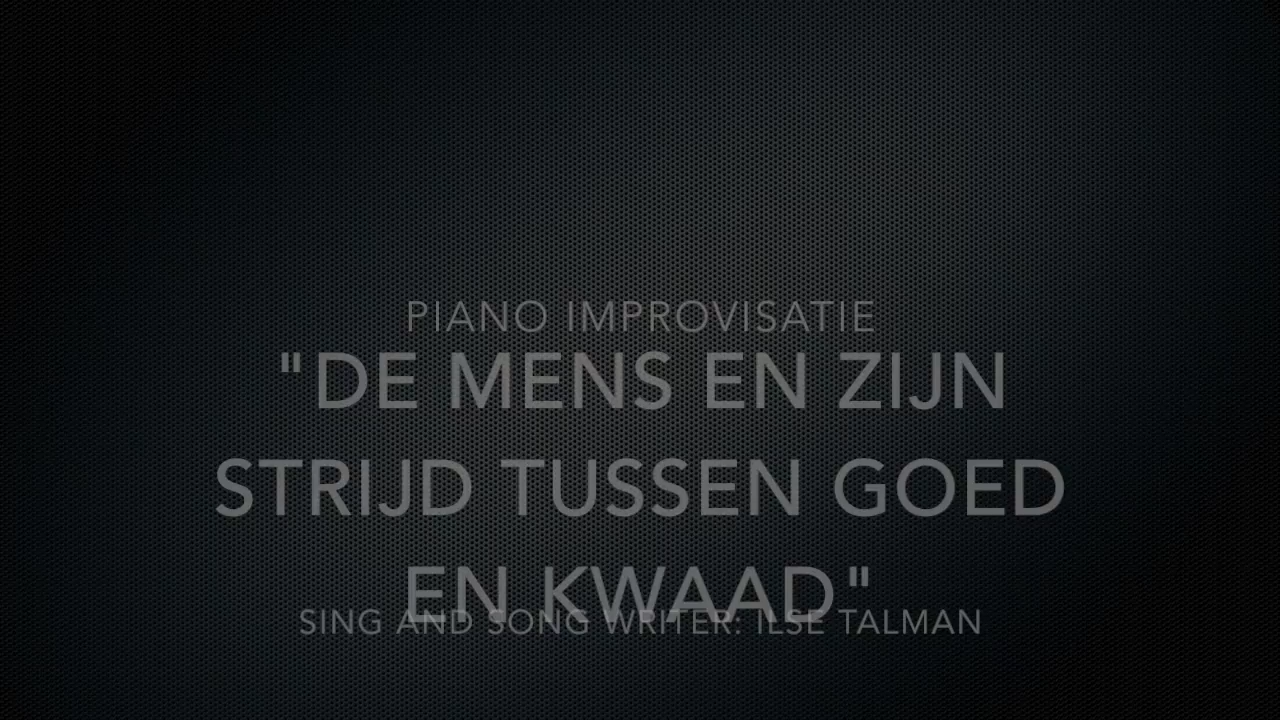 PIANO IMPROVISATIE
"DE MENS EN ZIJN
STRIJD TUSSEN GOED
EN KWAAD"
SING AND SONG WRITER: ILSE TALMAN